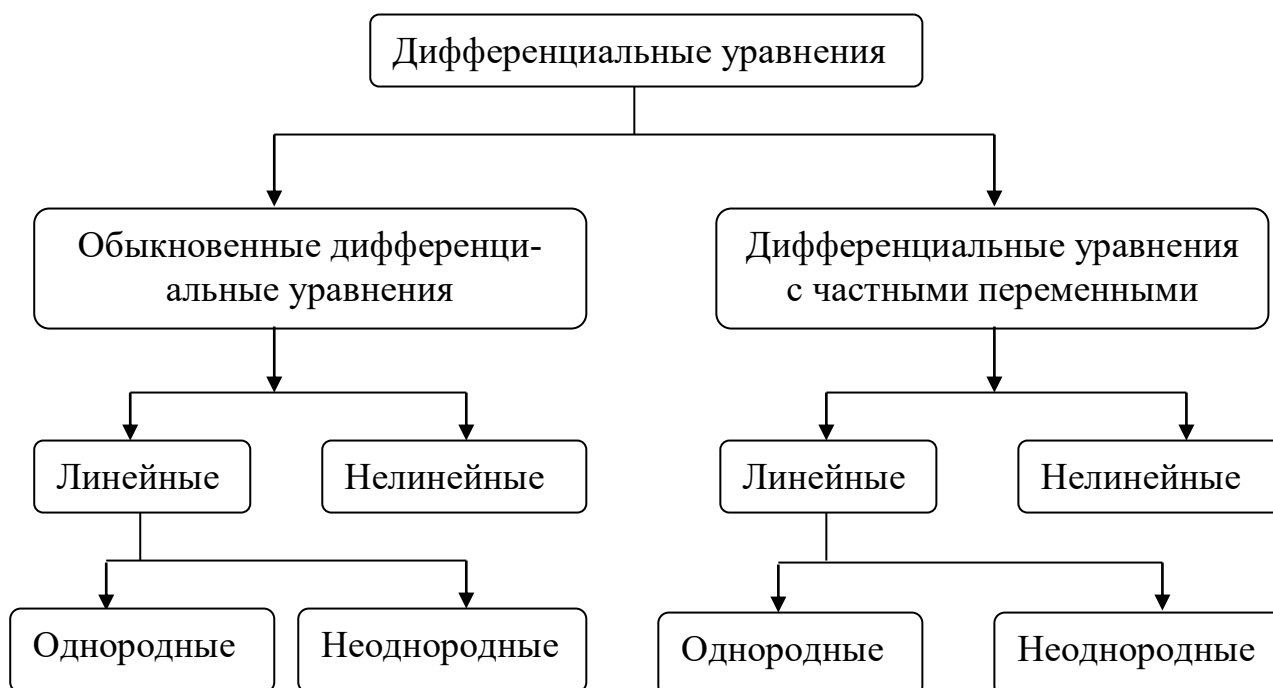 Дифференциальные уравнения
Обыкновенные дифференци-
альные уравнения
Дифференциальные уравнения
с частными переменными
Линейные
Нелинейные
Линейные
Нелинейные
Однородные
Неоднородные
Однородные
Неоднородные